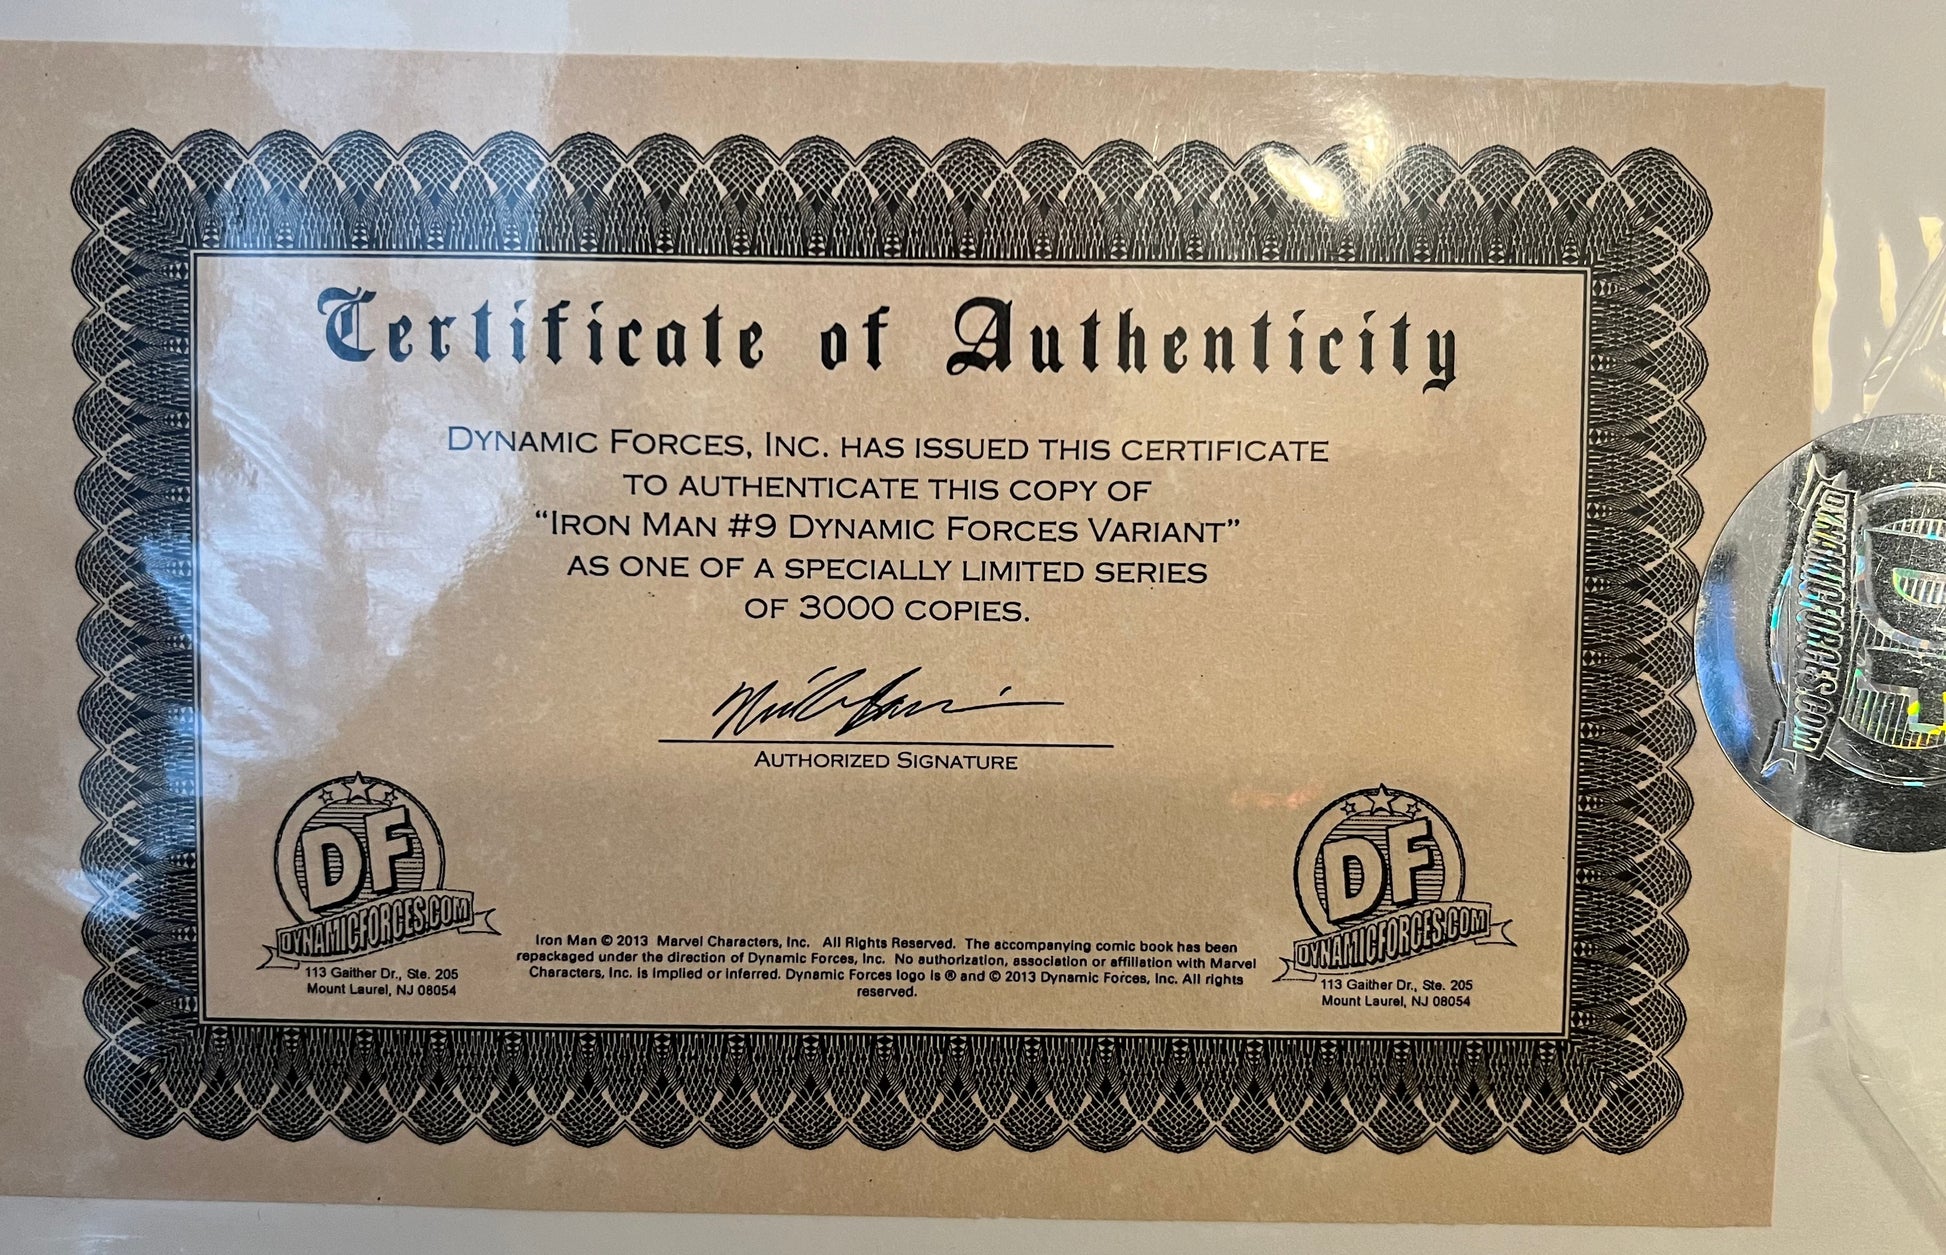 Certificate of Authenticity
DYNAMIC FORCES, INC. HAS ISSUED THIS CERTIFICATE
TO AUTHENTICATE THIS COPY OF
“IRON MAN #9 DYNAMIC FORCES VARIANT”
AS ONE OF A SPECIALLY LIMITED SERIES
OF 3000 COPIES.
AUTHORIZED SIGNATURE
DF
DYNAMICFORCES.COM
113 Gaither Dr., Ste. 205
Mount Laurel, NJ 08054
Iron Man © 2013 Marvel Characters, Inc. All Rights Reserved. The accompanying comic book has been
repackaged under the direction of Dynamic Forces, Inc. No authorization, association or affiliation with Marvel
Characters, Inc. is implied or inferred. Dynamic Forces logo is ® and © 2013 Dynamic Forces, Inc. All rights
reserved.
DF
DYNAMICFORCES.COM
113 Gaither Dr., Ste. 205
Mount Laurel, NJ 08054
DYNAMICFORCES.COM
DF